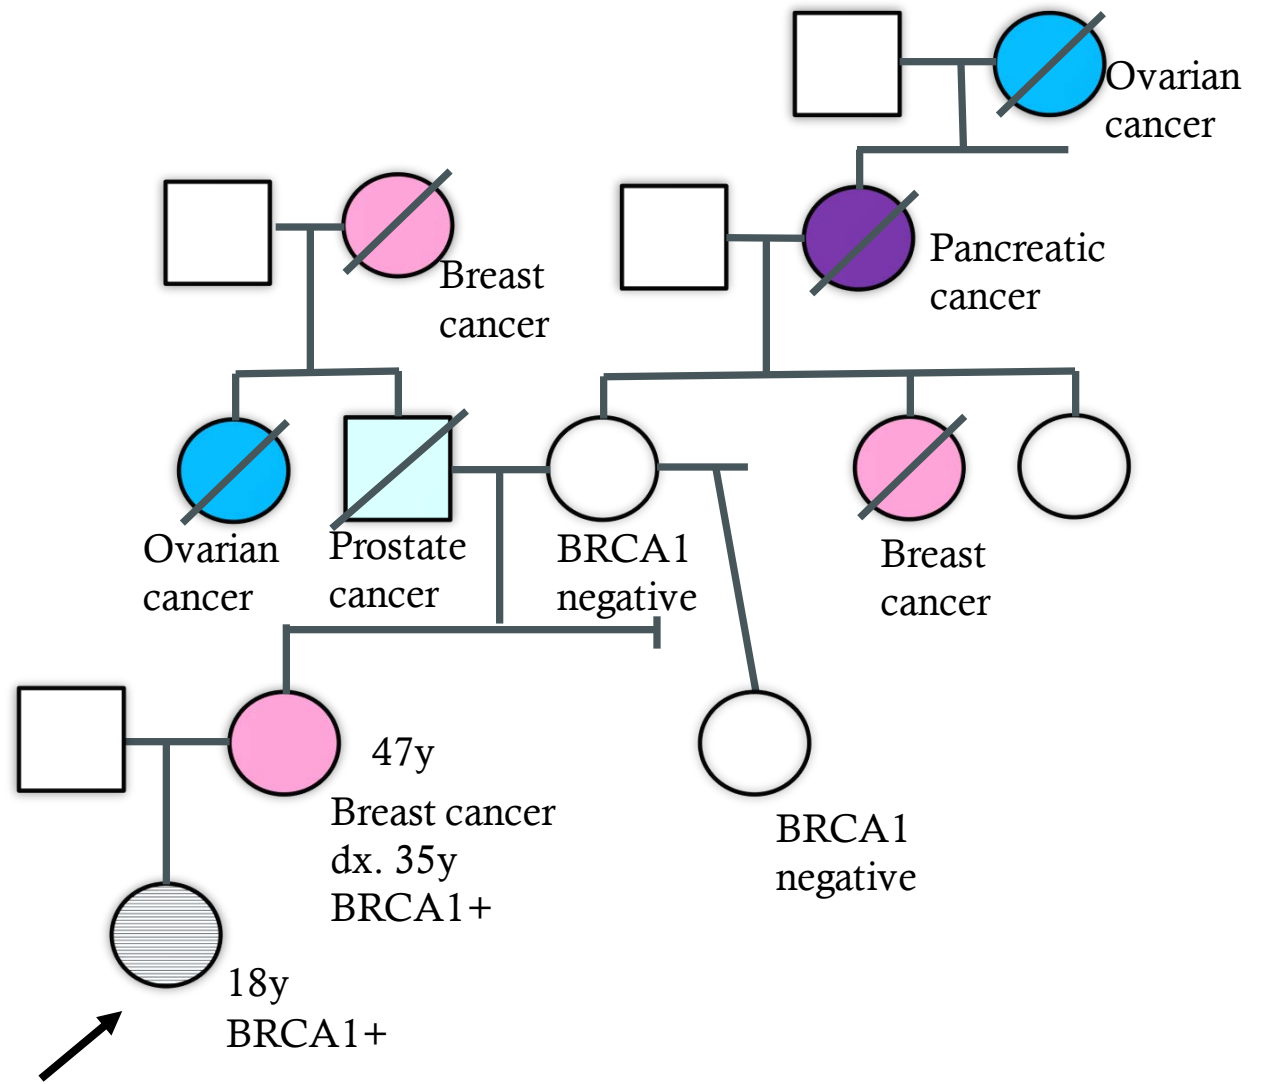 Ovarian
cancer
Breast
cancer
Pancreatic
cancer
Ovarian
cancer
Prostate
cancer
BRCA1
negative
Breast
cancer
47y
Breast cancer
dx. 35y
BRCA1+
BRCA1
negative
18y
BRCA1+